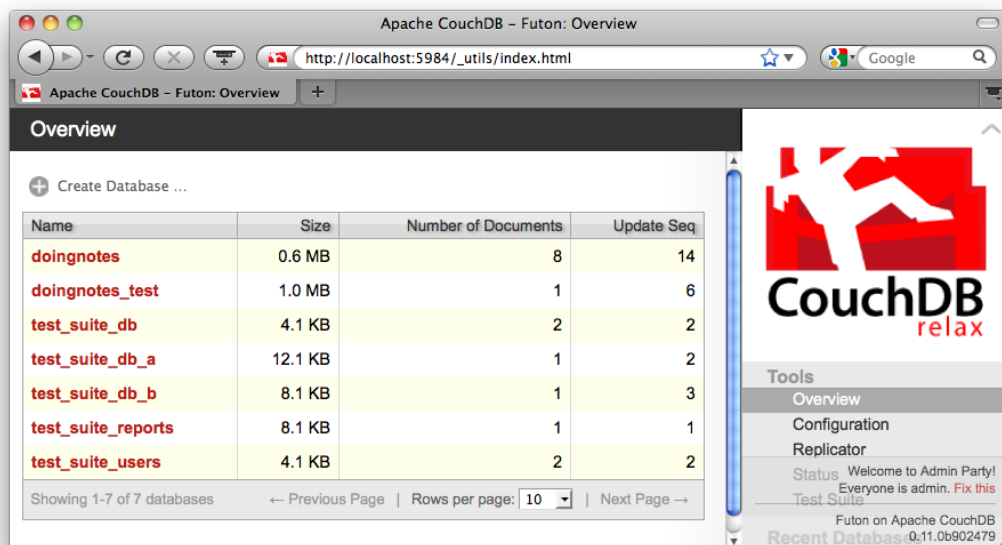 Apache CouchDB – Futon: Overview
http://localhost:5984/_utils/index.html
Google
Apache CouchDB – Futon: Overview
Overview
Create Database ...
Name Size Number of Documents Update Seq
doingnotes 0.6 MB 8 14
doingnotes_test 1.0 MB 1 6
test_suite_db 4.1 KB 2 2
test_suite_db_a 12.1 KB 1 2
test_suite_db_b 8.1 KB 1 3
test_suite_reports 8.1 KB 1 1
test_suite_users 4.1 KB 2 2
Showing 1-7 of 7 databases ← Previous Page | Rows per page: 10 | Next Page →
CouchDB
relax
Tools
Overview
Configuration
Replicator
Status
Welcome to Admin Party!
Everyone is admin. Fix this
Test Suite
Futon on Apache CouchDB
Recent Databases
0.11.0b902479